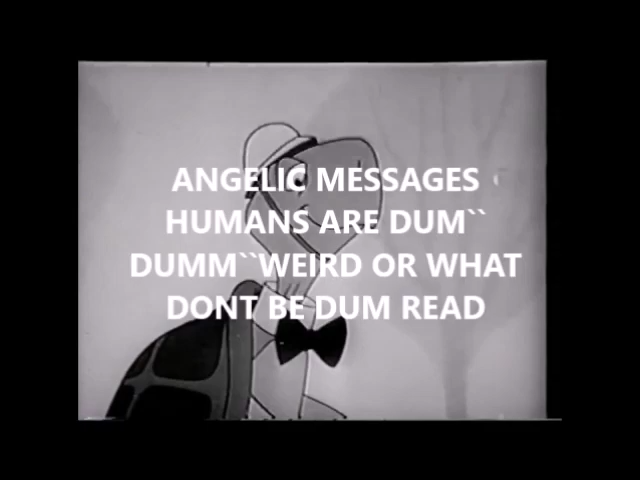 ANGELIC MESSAGES
HUMANS ARE DUM``
DUMM``WEIRD OR WHAT
DONT BE DUM READ